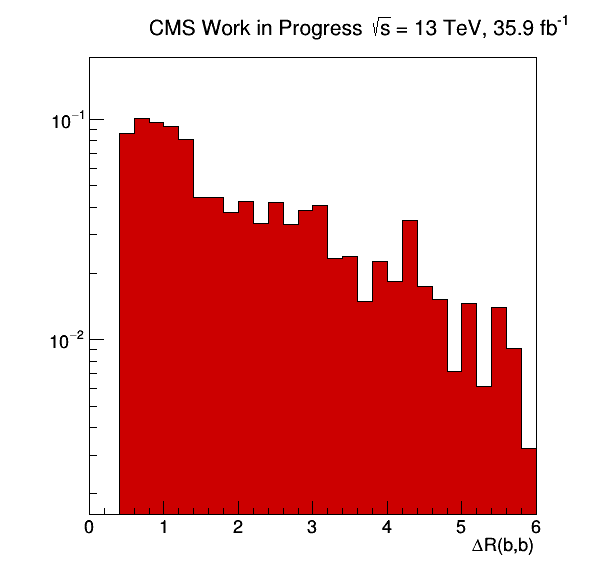 CMS Work in Progress √s = 13 TeV, 35.9 fb⁻¹
10⁻¹
10⁻²
0 1 2 3 4 5 6
ΔR(b,b)